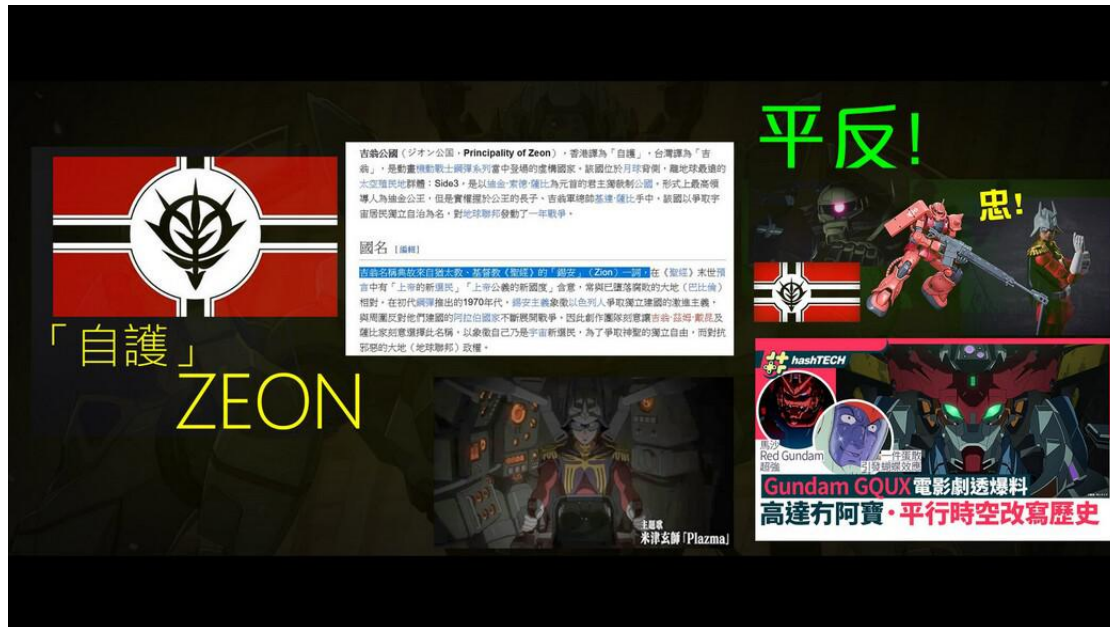 「自護」
ZEON
吉翁公國（ジオン公国，Principality of Zeon），香港譯為「自護」，台灣譯為「吉
翁」，是動畫機動戰士鋼彈系列當中登場的虛構國家。該國位於月球背側，離地球最遠的
太空殖民地群體：Side3，是以迪金·索德·薩比為元首的君主獨裁制公國，形式上最高領
導人為迪金公王，但是實權握於公王的長子、吉翁軍總帥基連·薩比手中。該國以爭取宇
宙居民獨立自治為名，對地球聯邦發動了一年戰爭。
國名 [編輯]
吉翁名稱典故來自猶太教、基督教《聖經》的「錫安」（Zion）一詞，在《聖經》末世預
言中有「上帝的新選民」「上帝公義的新國度」含意，常與已墮落腐敗的大地（巴比倫）
相對。在初代鋼彈推出的1970年代，錫安主義象徵以色列人爭取獨立建國的激進主義，
與周圍反對他們建國的阿拉伯國家不斷展開戰爭，因此創作團隊刻意讓吉翁·茲姆·戴昆及
薩比家刻意選擇此名稱，以象徵自己乃是宇宙新選民，為了爭取神聖的獨立自由，而對抗
邪惡的大地（地球聯邦）政權。
主題歌
米津玄師「Plazma」
平反!
忠!
hashTECH
馬沙
Red Gundam
超強
一件蛋散
引發蝴蝶效應
Gundam GQUX電影劇透爆料
高達冇阿寶·平行時空改寫歷史